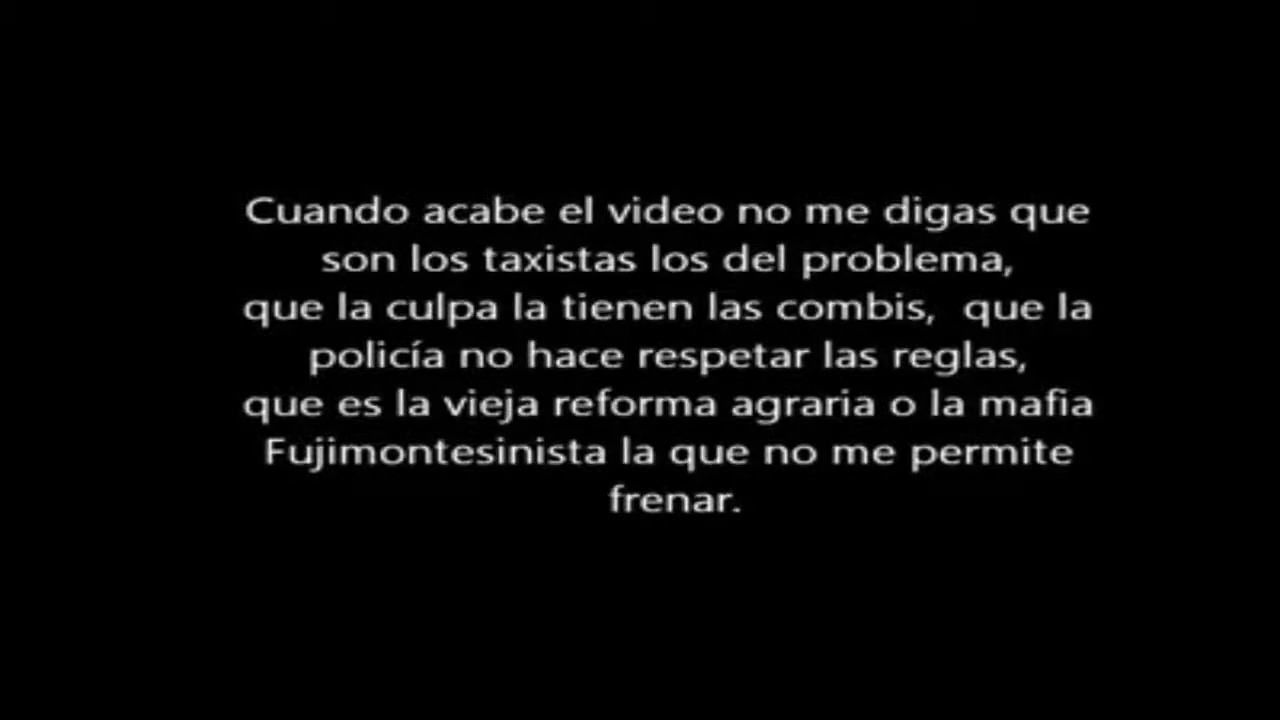 Cuando acabe el video no me digas que
son los taxistas los del problema,
que la culpa la tienen las combis,  que la
policía no hace respetar las reglas,
que es la vieja reforma agraria o la mafia
Fujimontesinista la que no me permite
frenar.